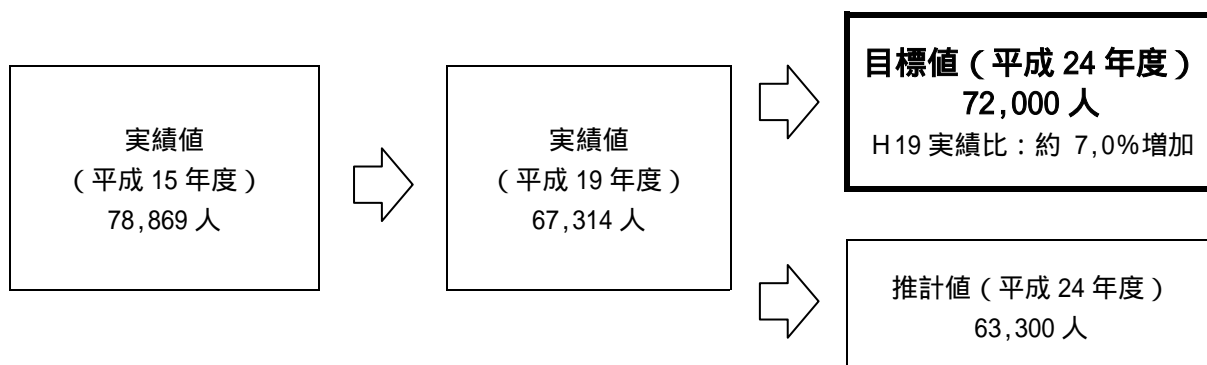 実績値
（平成 15 年度）
78,869 人
実績値
（平成 19 年度）
67,314 人
目標値（平成 24 年度）
72,000 人
H19 実績比：約 7,0%増加
推計値（平成 24 年度）
63,300 人